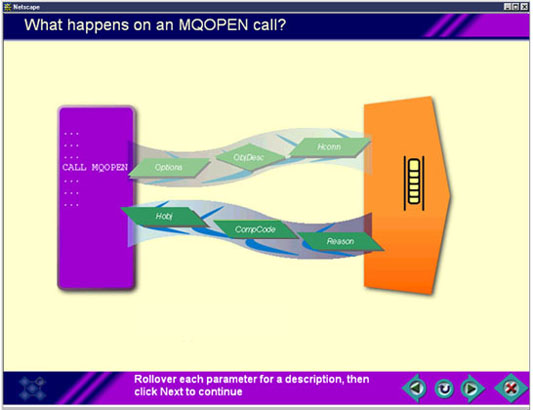 Netscape
What happens on an MQOPEN call?
...
...
...
CALL MQOPEN
...
...
...
Options
ObjDesc
Hconn
Hobj
CompCode
Reason
Rollover each parameter for a description, then
click Next to continue